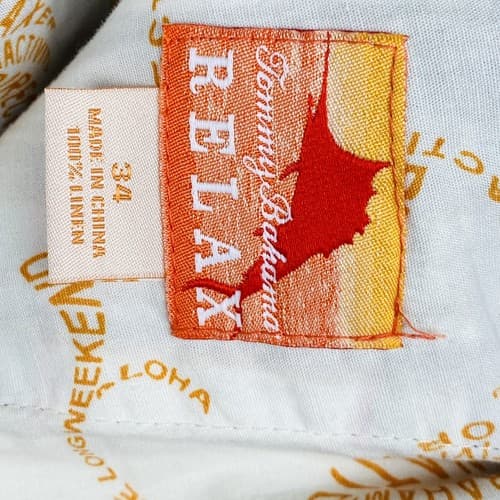 Tommy Bahama
RELAX
34
MADE IN CHINA
100% LINEN
ALOHA
LONG WEEKEND